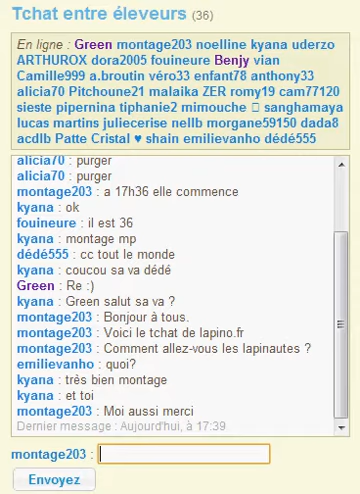 Tchat entre éleveurs (36)
En ligne : Green montage203 noelline kyana uderzo
ARTHUROX dora2005 fouineure Benjy vian
Camille999 a.broutin véro33 enfant78 anthony33
alicia70 Pitchoune21 malaika ZER romy19 cam77120
sieste pipernina tiphanie2 mimouche sanghamaya
lucas martins juliecerise nellb morgane59150 dada8
acdlb Patte Cristal ♥ shain emilievanho dédé555
alicia70 : purger
alicia70 : purger
montage203 : a 17h36 elle commence
kyana : ok
fouineure : il est 36
kyana : montage mp
dédé555 : cc tout le monde
kyana : coucou sa va dédé
Green : Re :)
kyana : Green salut sa va ?
montage203 : Bonjour à tous.
montage203 : Voici le tchat de lapino.fr
montage203 : Comment allez-vous les lapinautes ?
emilievanho : quoi?
kyana : très bien montage
kyana : et toi
montage203 : Moi aussi merci
Dernier message : Aujourd'hui, à 17:39
montage203 :
Envoyez